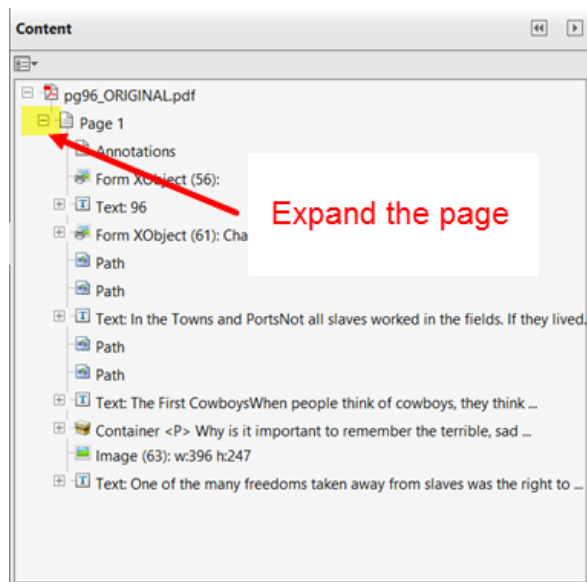 Content
pg96_ORIGINAL.pdf
Page 1
Annotations
Form XObject (56):
Expand the page
Text: 96
Form XObject (61): Cha
Path
Path
Text: In the Towns and PortsNot all slaves worked in the fields. If they lived.
Path
Path
Text: The First CowboysWhen people think of cowboys, they think ...
Container <P> Why is it important to remember the terrible, sad ...
Image (63): w:396 h:247
Text: One of the many freedoms taken away from slaves was the right to ...